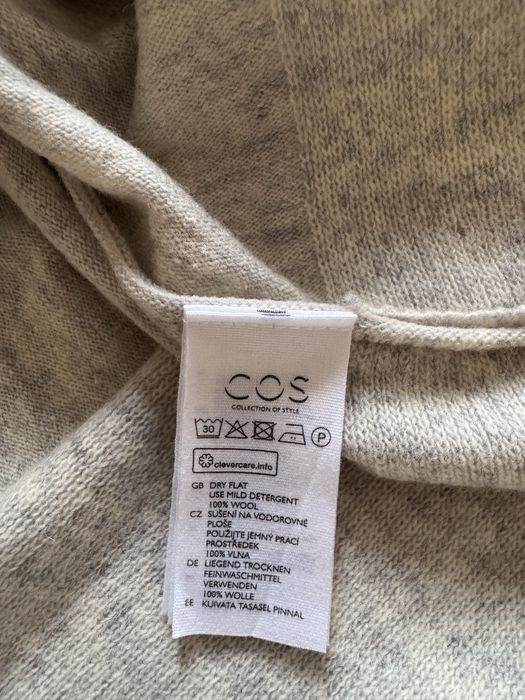 COS
COLLECTION OF STYLE
30
P
clevercare.info
GB DRY FLAT
USE MILD DETERGENT
100% WOOL
CZ SUŠENÍ NA VODOROVNÉ
PLOŠE
POUŽIJTE JEMNÝ PRACÍ
PROSTŘEDEK
100% VLNA
DE LIEGEND TROCKNEN
FEINWASCHMITTEL
VERWENDEN
100% WOLLE
EE KUIVATA TASASEL PINNAL